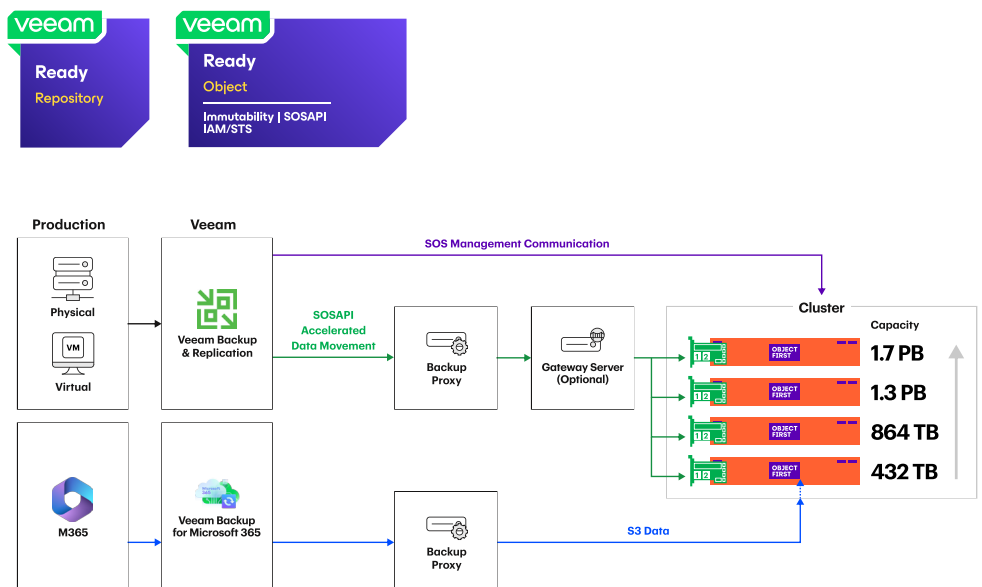 veeam
Ready
Repository
veeam
Ready
Object
Immutability | SOSAPI
IAM/STS
Production
Veeam
SOS Management Communication
Physical
VM
Virtual
Veeam Backup
& Replication
SOSAPI
Accelerated
Data Movement
Backup
Proxy
Gateway Server
(Optional)
Cluster
Capacity
1 2
OBJECT
FIRST
1.7 PB
1 2
OBJECT
FIRST
1.3 PB
1 2
OBJECT
FIRST
864 TB
1 2
OBJECT
FIRST
432 TB
M365
Microsoft
365
Veeam Backup
for Microsoft 365
Backup
Proxy
S3 Data